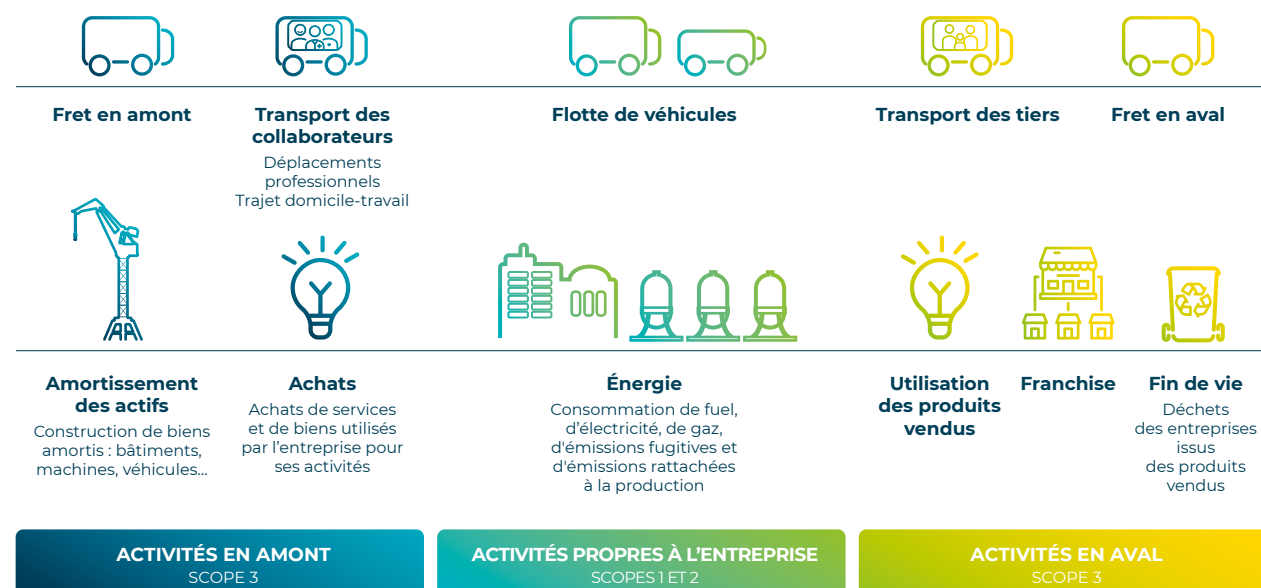 Fret en amont
Transport des
collaborateurs
Déplacements
professionnels
Trajet domicile-travail
Flotte de véhicules
Transport des tiers
Fret en aval
Amortissement
des actifs
Construction de biens
amortis : bâtiments,
machines, véhicules...
Achats
Achats de services
et de biens utilisés
par l'entreprise pour
ses activités
Énergie
Consommation de fuel,
d'électricité, de gaz,
d'émissions fugitives et
d'émissions rattachées
à la production
Utilisation
des produits
vendus
Franchise
Fin de vie
Déchets
des entreprises
issus
des produits
vendus
ACTIVITÉS EN AMONT
SCOPE 3
ACTIVITÉS PROPRES À L'ENTREPRISE
SCOPES 1 ET 2
ACTIVITÉS EN AVAL
SCOPE 3